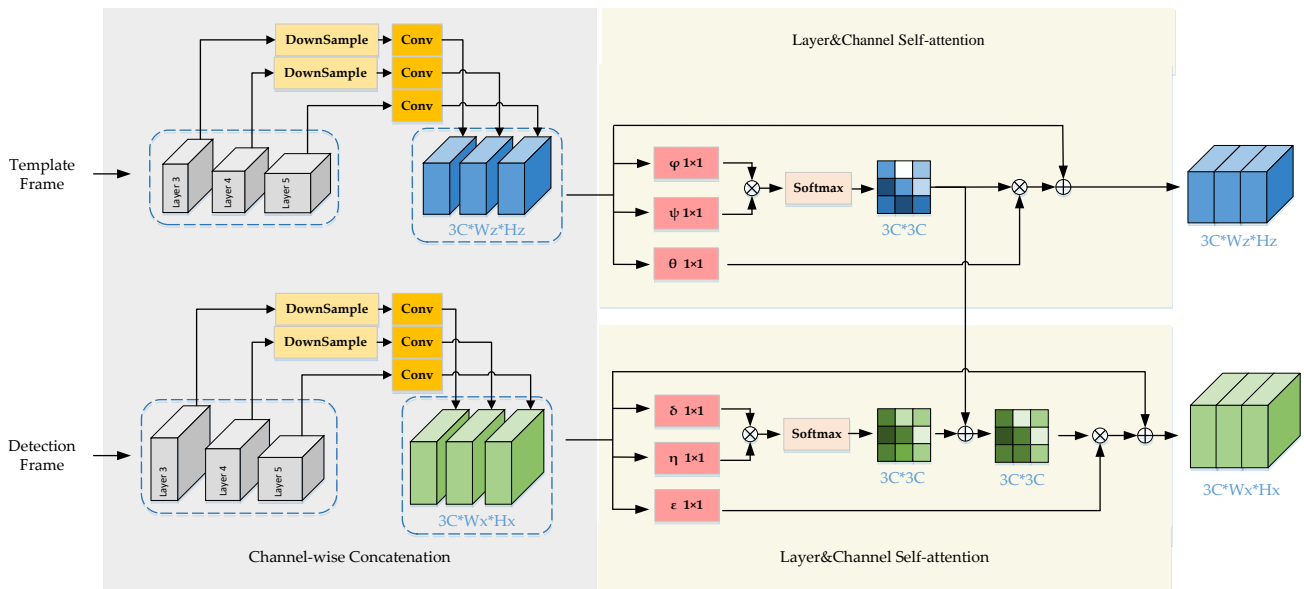 DownSample
Conv
Layer&Channel Self-attention
DownSample
Conv
Conv
Template
Frame
Layer 3
Layer 4
Layer 5
3C*Wz*Hz
φ 1×1
ψ 1×1
θ 1×1
Softmax
3C*3C
3C*Wz*Hz
DownSample
Conv
DownSample
Conv
Conv
Detection
Frame
Layer 3
Layer 4
Layer 5
3C*Wx*Hx
δ 1×1
η 1×1
ε 1×1
Softmax
3C*3C
3C*3C
3C*Wx*Hx
Channel-wise Concatenation
Layer&Channel Self-attention